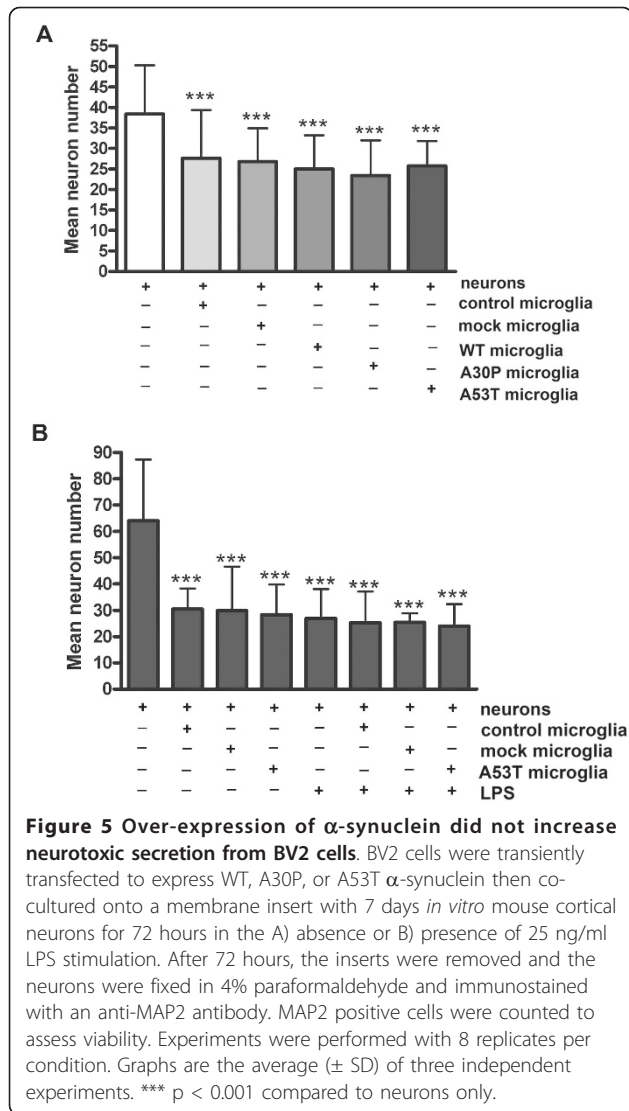 A
Mean neuron number
55
50
45
40
35
30
25
20
15
10
5
0
*** *** *** *** ***
+ + + + + + neurons
– + – – – – control microglia
– – + – – – mock microglia
– – – + – – WT microglia
– – – – + – A30P microglia
– – – – – + A53T microglia
B
Mean neuron number
90
80
70
60
50
40
30
20
10
0
*** *** *** *** *** *** ***
+ + + + + + + + neurons
– + – – – + – – control microglia
– – + – – – + – mock microglia
– – – + – – – + A53T microglia
– – – – + + + + LPS
Figure 5 Over-expression of α-synuclein did not increase
neurotoxic secretion from BV2 cells. BV2 cells were transiently
transfected to express WT, A30P, or A53T α-synuclein then co-
cultured onto a membrane insert with 7 days in vitro mouse cortical
neurons for 72 hours in the A) absence or B) presence of 25 ng/ml
LPS stimulation. After 72 hours, the inserts were removed and the
neurons were fixed in 4% paraformaldehyde and immunostained
with an anti-MAP2 antibody. MAP2 positive cells were counted to
assess viability. Experiments were performed with 8 replicates per
condition. Graphs are the average (± SD) of three independent
experiments. *** p < 0.001 compared to neurons only.